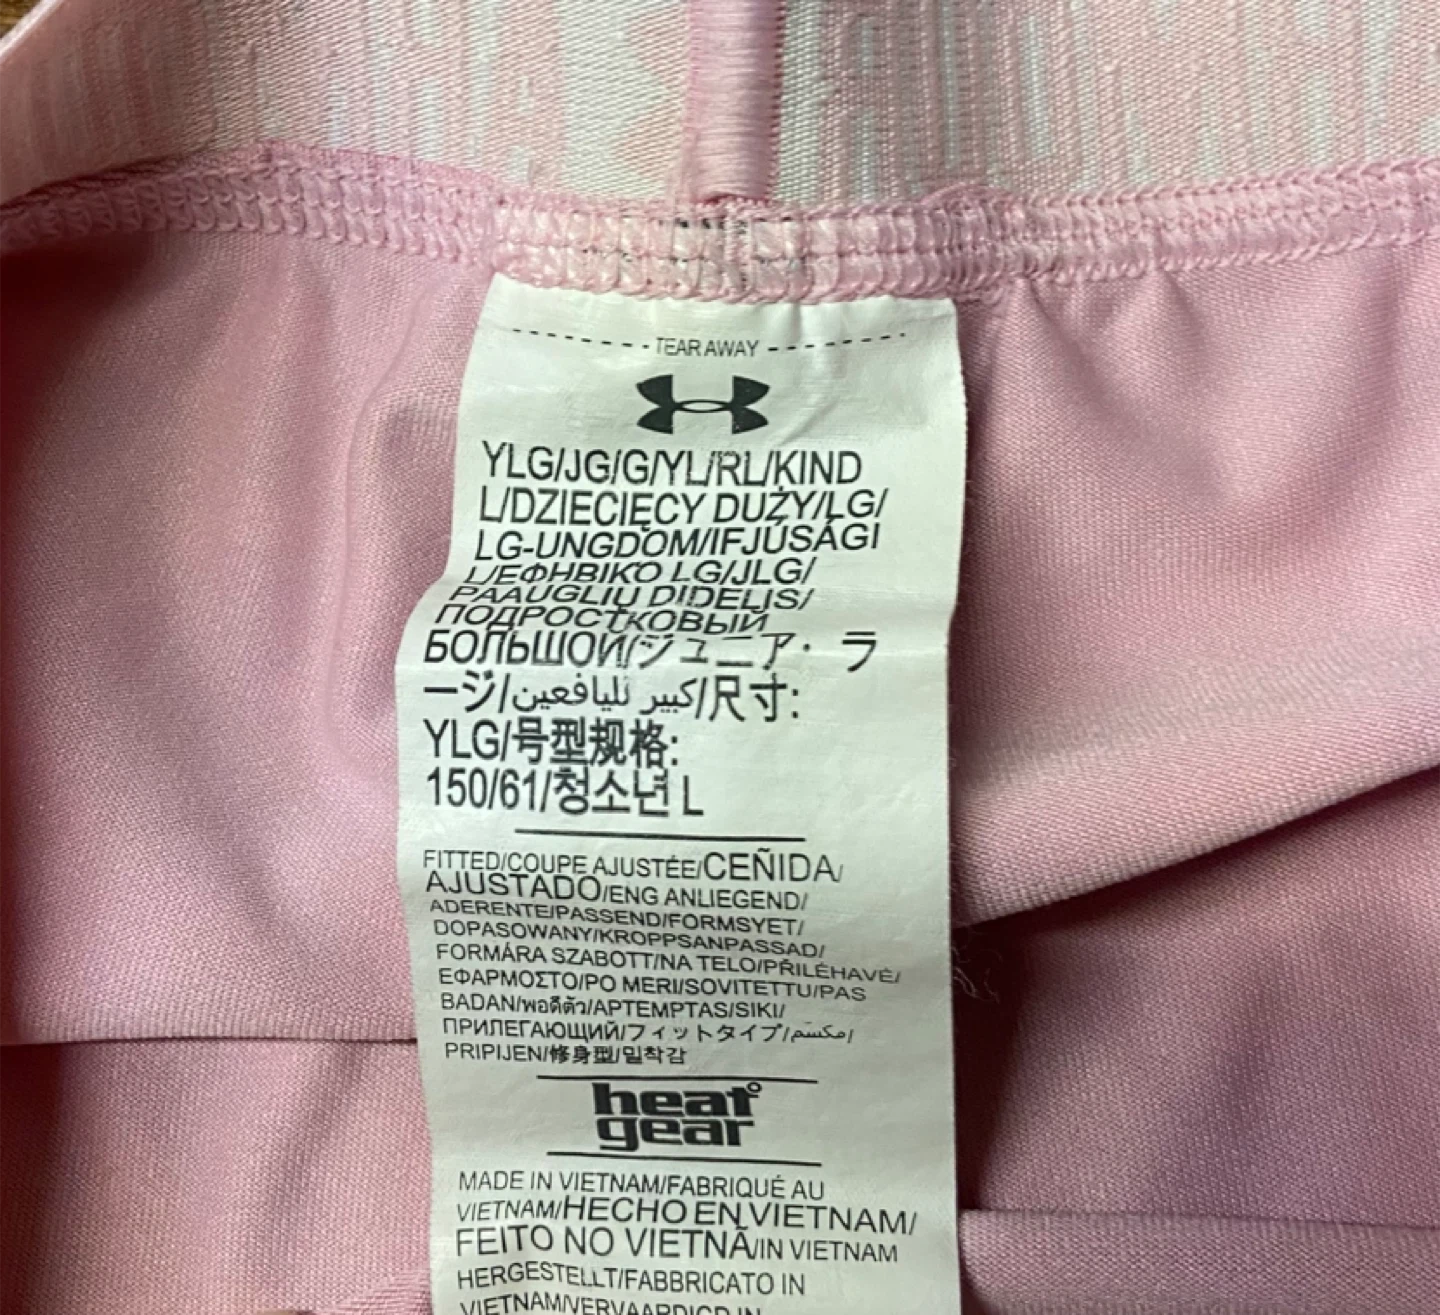 TEAR AWAY
YLG/JG/G/YL/RL/KIND
L/DZIECIĘCY DUŻY/LG/
LG-UNGDOM/IFJÚSÁGI
L/ΕΦΗΒΙΚΟ LG/JLG/
PAAUGLIŲ DIDELIS/
ПОДРОСТКОВЫЙ
БОЛЬШОЙ/ジュニア・ラ
ージ/كبير لليافعين/尺寸:
YLG/号型规格:
150/61/청소년 L
FITTED/COUPE AJUSTÉE/CEÑIDA/
AJUSTADO/ENG ANLIEGEND/
ADERENTE/PASSEND/FORMSYET/
DOPASOWANY/KROPPSANPASSAD/
FORMÁRA SZABOTT/NA TELO/PŘILÉHAVÉ/
ΕΦΑΡΜΟΣΤΟ/PO MERI/SOVITETTU/PAS
BADAN/พอดีตัว/APTEMPTAS/SIKI/
ПРИЛЕГАЮЩИЙ/フィットタイプ/مقسّم/
PRIPIJEN/修身型/밀착감
heat
gear
MADE IN VIETNAM/FABRIQUÉ AU
VIETNAM/HECHO EN VIETNAM/
FEITO NO VIETNÃ/IN VIETNAM
HERGESTELLT/FABBRICATO IN
VIETNAM/VERVAARDIGD IN